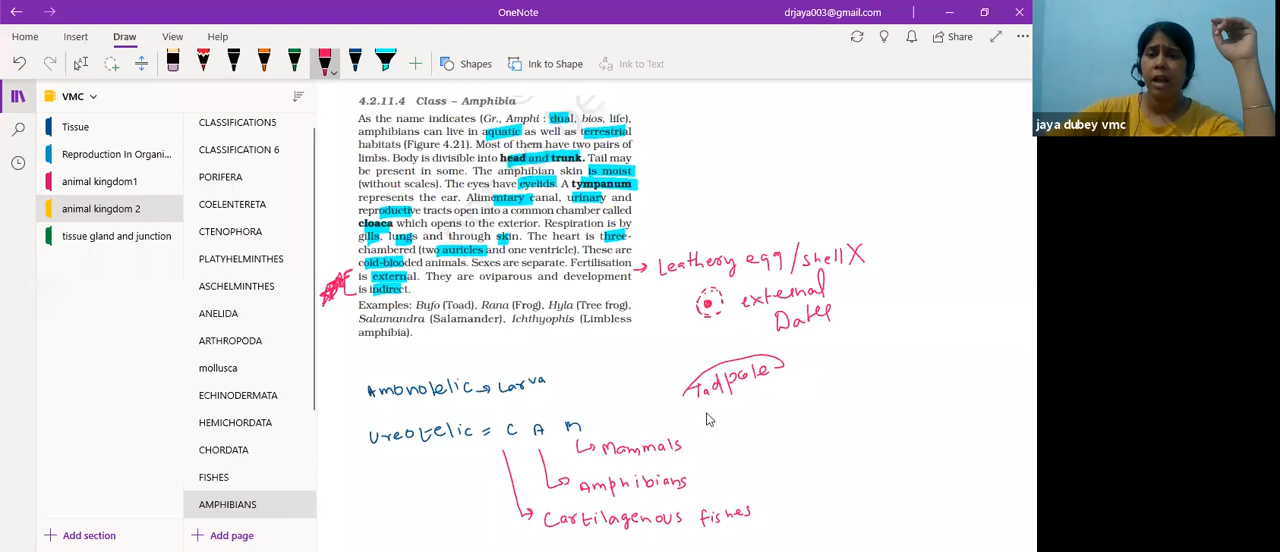 OneNote
drjaya003@gmail.com
Home
Insert
Draw
View
Help
Shapes
Ink to Shape
Ink to Text
Share
VMC
Tissue
Reproduction In Organi...
animal kingdom1
animal kingdom 2
tissue gland and junction
Add section
CLASSIFICATION5
CLASSIFICATION 6
PORIFERA
COELENTERETA
CTENOPHORA
PLATYHELMINTHES
ASCHELMINTHES
ANELIDA
ARTHROPODA
mollusca
ECHINODERMATA
HEMICHORDATA
CHORDATA
FISHES
AMPHIBIANS
Add page
4.2.11.4 Class – Amphibia
As the name indicates (Gr., Amphi : dual, bios, life),
amphibians can live in aquatic as well as terrestrial
habitats (Figure 4.21). Most of them have two pairs of
limbs. Body is divisible into head and trunk. Tail may
be present in some. The amphibian skin is moist
(without scales). The eyes have eyelids. A tympanum
represents the ear. Alimentary canal, urinary and
reproductive tracts open into a common chamber called
cloaca which opens to the exterior. Respiration is by
gills, lungs and through skin. The heart is three-
chambered (two auricles and one ventricle). These are
cold-blooded animals. Sexes are separate. Fertilisation
is external. They are oviparous and development
is indirect.
Examples: Bufo (Toad), Rana (Frog), Hyla (Tree frog),
Salamandra (Salamander), Ichthyophis (Limbless
amphibia).
Leathery egg/shell X
external
Tadpole
Amonotelic → Larva
Ureotelic = C A M
Mammals
Amphibians
Cartilagenous fishes
jaya dubey vmc